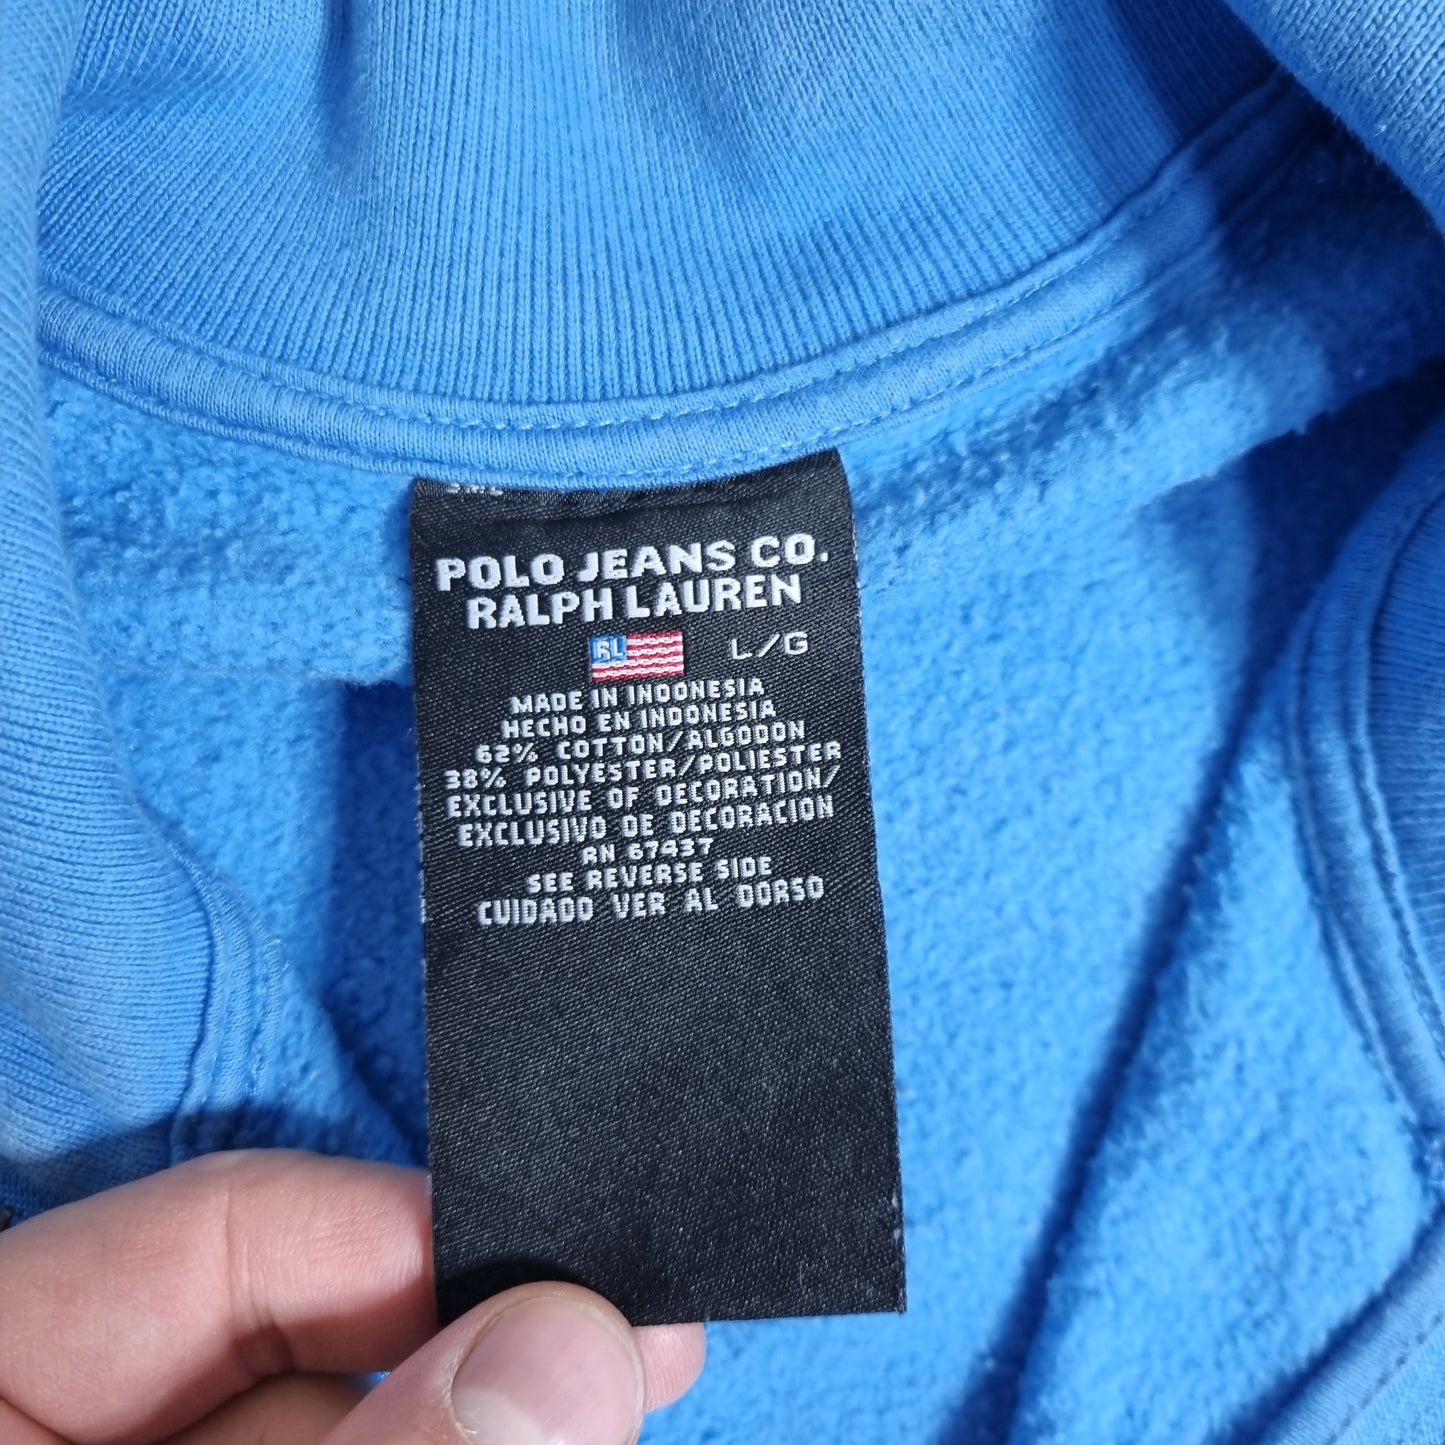 POLO JEANS CO.
RALPH LAUREN
RL
L/G
MADE IN INDONESIA
HECHO EN INDONESIA
62% COTTON/ALGODON
38% POLYESTER/POLIESTER
EXCLUSIVE OF DECORATION/
EXCLUSIVO DE DECORACION
RN 67437
SEE REVERSE SIDE
CUIDADO VER AL DORSO